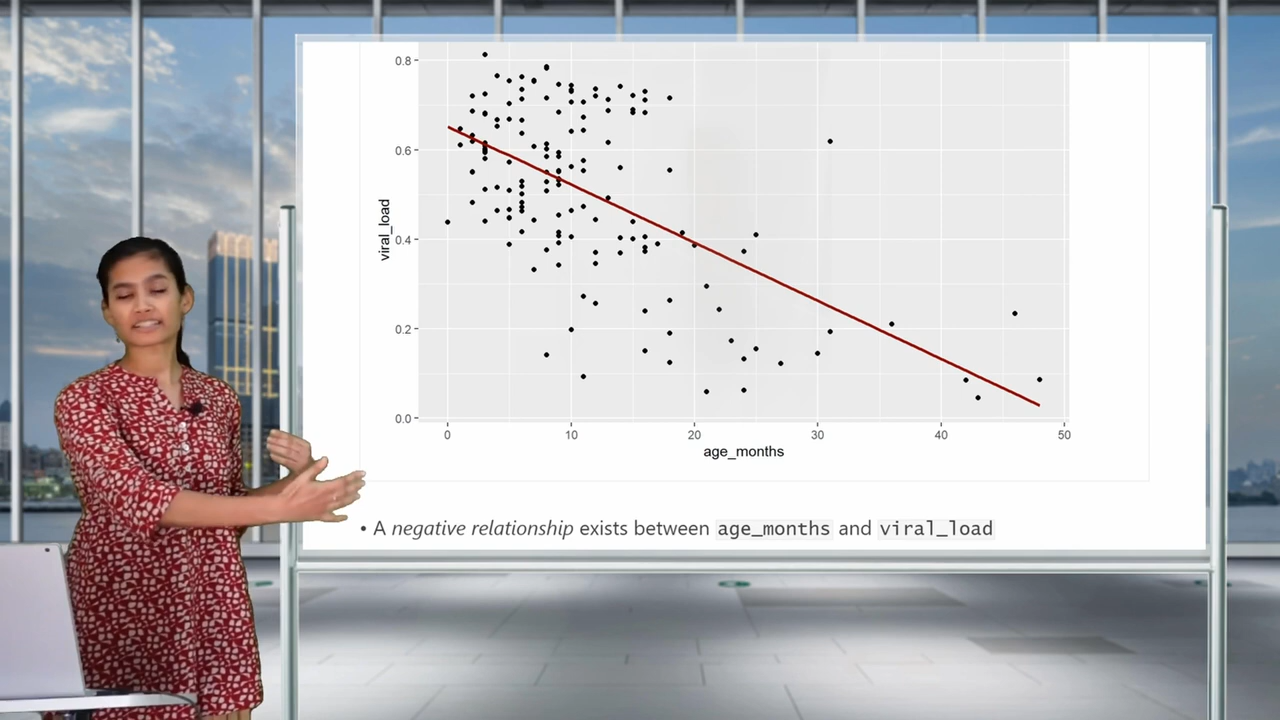 0.8
0.6
0.4
0.2
0.0
viral_load
0 10 20 30 40 50
age_months
• A negative relationship exists between age_months and viral_load